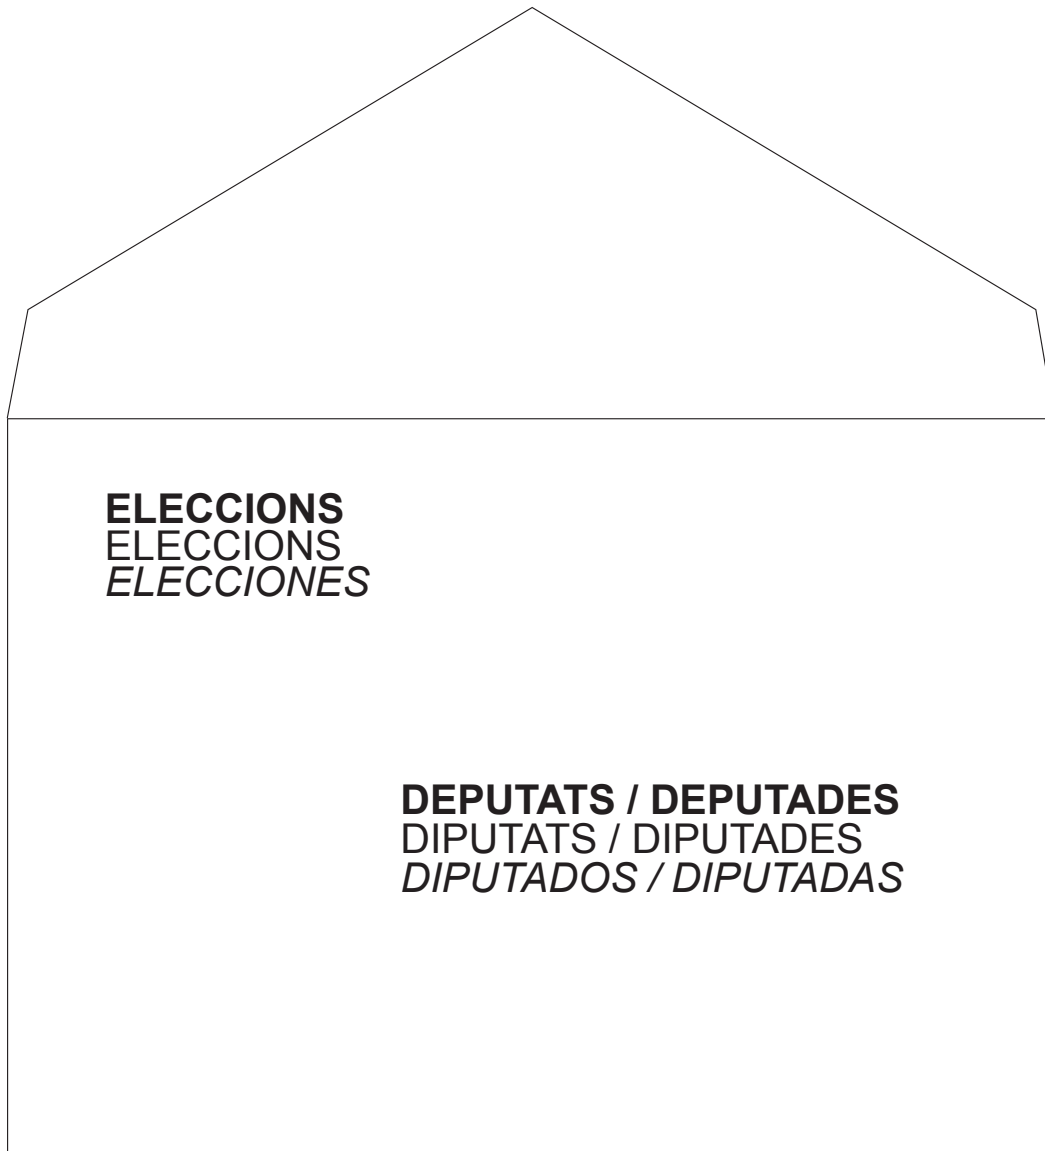 ELECCIONS
ELECCIONS
ELECCIONES
DEPUTATS / DEPUTADES
DIPUTATS / DIPUTADES
DIPUTADOS / DIPUTADAS